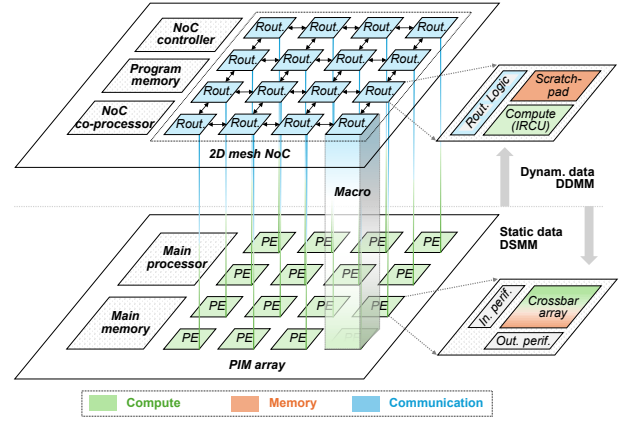 NoC
controller
Program
memory
NoC
co-processor
Rout. Rout. Rout. Rout.
Rout. Rout. Rout. Rout.
Rout. Rout. Rout. Rout.
Rout. Rout. Rout. Rout.
2D mesh NoC
Macro
Rout. Logic
Scratch-
pad
Compute
(IRCU)
Dynam. data
DDMM
Static data
DSMM
Main
processor
Main
memory
PE PE PE PE
PE PE PE PE
PE PE PE PE
PE PE PE PE
PIM array
In. perif.
Crossbar
array
Out. perif.
Compute
Memory
Communication